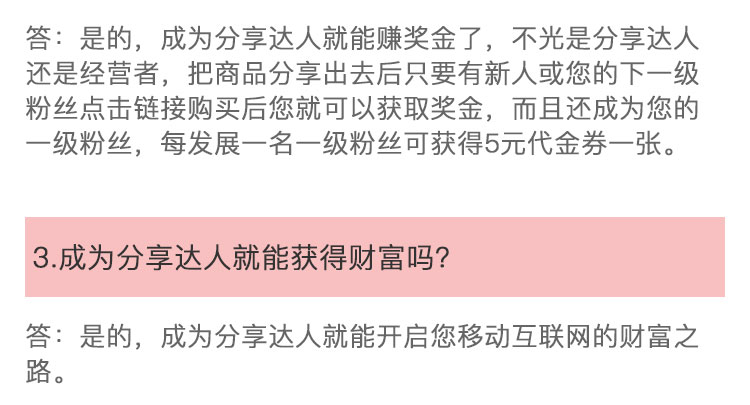 答：是的，成为分享达人就能赚奖金了，不光是分享达人
还是经营者，把商品分享出去后只要有新人或您的下一级
粉丝点击链接购买后您就可以获取奖金，而且还成为您的
一级粉丝，每发展一名一级粉丝可获得5元代金券一张。
3.成为分享达人就能获得财富吗？
答：是的，成为分享达人就能开启您移动互联网的财富之
路。